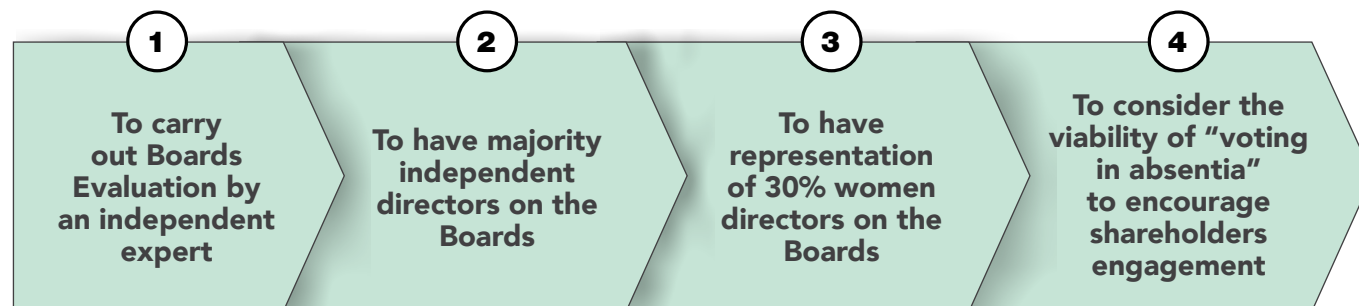 1
To carry
out Boards
Evaluation by
an independent
expert
2
To have majority
independent
directors on the
Boards
3
To have
representation
of 30% women
directors on the
Boards
4
To consider the
viability of “voting
in absentia”
to encourage
shareholders
engagement